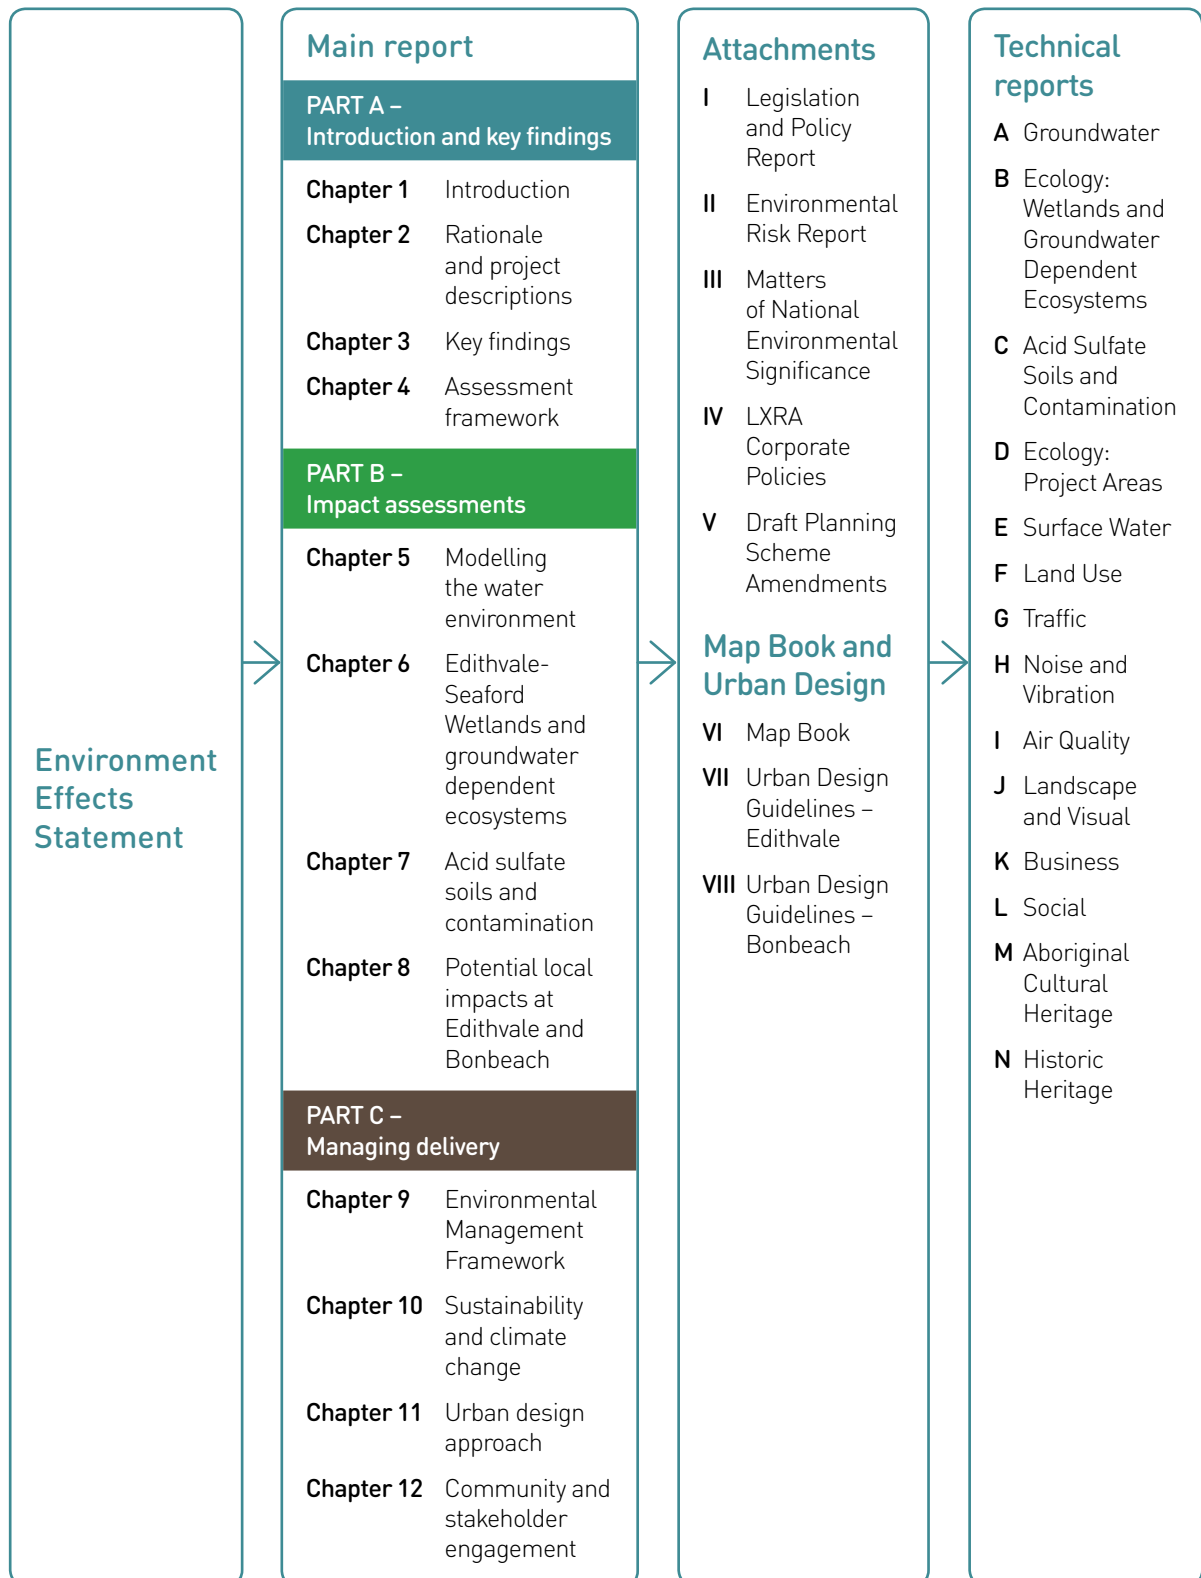 Environment
Effects
Statement
Main report
PART A –
Introduction and key findings
Chapter 1 Introduction
Chapter 2 Rationale
and project
descriptions
Chapter 3 Key findings
Chapter 4 Assessment
framework
PART B –
Impact assessments
Chapter 5 Modelling
the water
environment
Chapter 6 Edithvale-
Seaford
Wetlands and
groundwater
dependent
ecosystems
Chapter 7 Acid sulfate
soils and
contamination
Chapter 8 Potential local
impacts at
Edithvale and
Bonbeach
PART C –
Managing delivery
Chapter 9 Environmental
Management
Framework
Chapter 10 Sustainability
and climate
change
Chapter 11 Urban design
approach
Chapter 12 Community and
stakeholder
engagement
Attachments
I Legislation
and Policy
Report
II Environmental
Risk Report
III Matters
of National
Environmental
Significance
IV LXRA
Corporate
Policies
V Draft Planning
Scheme
Amendments
Map Book and
Urban Design
VI Map Book
VII Urban Design
Guidelines –
Edithvale
VIII Urban Design
Guidelines –
Bonbeach
Technical
reports
A Groundwater
B Ecology:
Wetlands and
Groundwater
Dependent
Ecosystems
C Acid Sulfate
Soils and
Contamination
D Ecology:
Project Areas
E Surface Water
F Land Use
G Traffic
H Noise and
Vibration
I Air Quality
J Landscape
and Visual
K Business
L Social
M Aboriginal
Cultural
Heritage
N Historic
Heritage